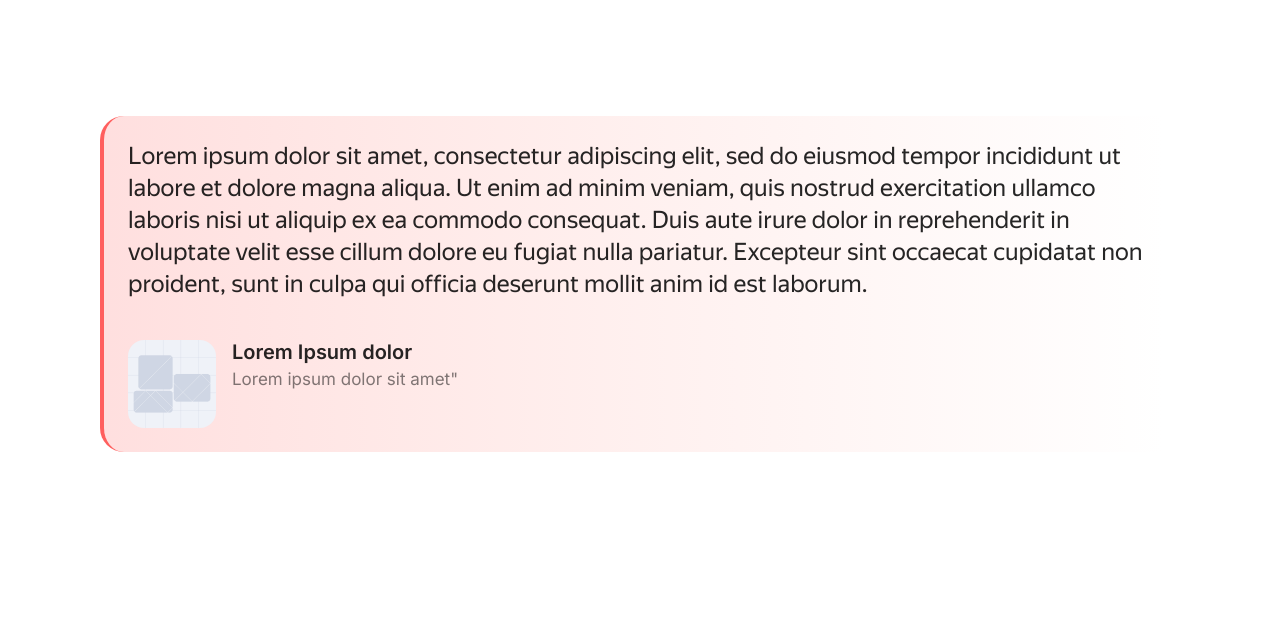 Lorem ipsum dolor sit amet, consectetur adipiscing elit, sed do eiusmod tempor incididunt ut
labore et dolore magna aliqua. Ut enim ad minim veniam, quis nostrud exercitation ullamco
laboris nisi ut aliquip ex ea commodo consequat. Duis aute irure dolor in reprehenderit in
voluptate velit esse cillum dolore eu fugiat nulla pariatur. Excepteur sint occaecat cupidatat non
proident, sunt in culpa qui officia deserunt mollit anim id est laborum.
Lorem Ipsum dolor
Lorem ipsum dolor sit amet"